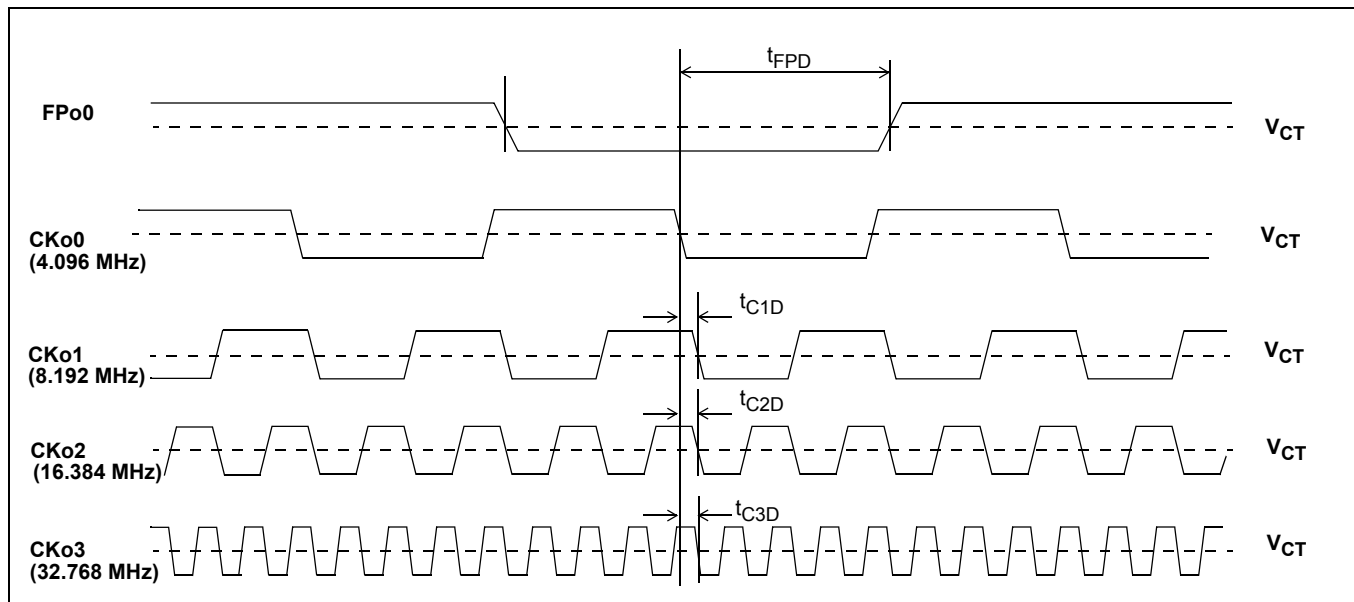 tFPD
FPo0
VCT
CKo0
(4.096 MHz)
VCT
tC1D
CKo1
(8.192 MHz)
VCT
tC2D
CKo2
(16.384 MHz)
VCT
tC3D
CKo3
(32.768 MHz)
VCT